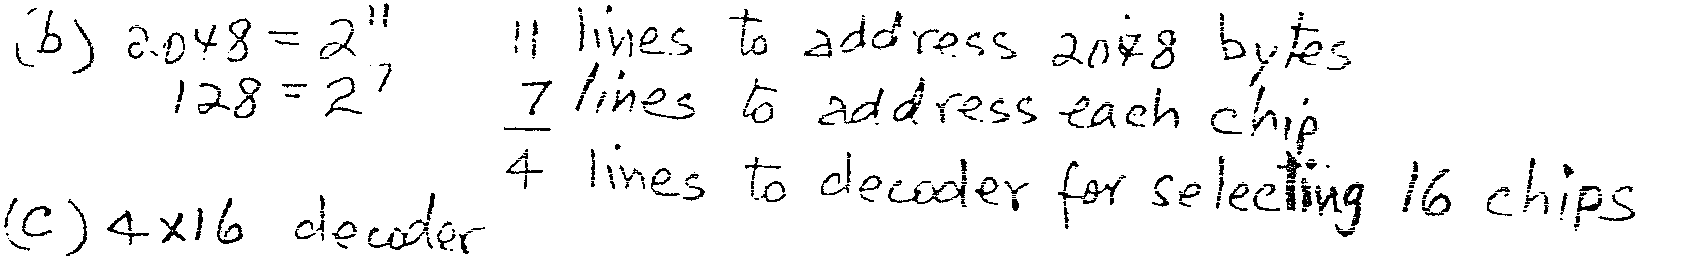 (b) 2048 = 2^11 11 lines to address 2048 bytes
128 = 2^7 7 lines to address each chip
4 lines to decoder for selecting 16 chips
(c) 4x16 decoder